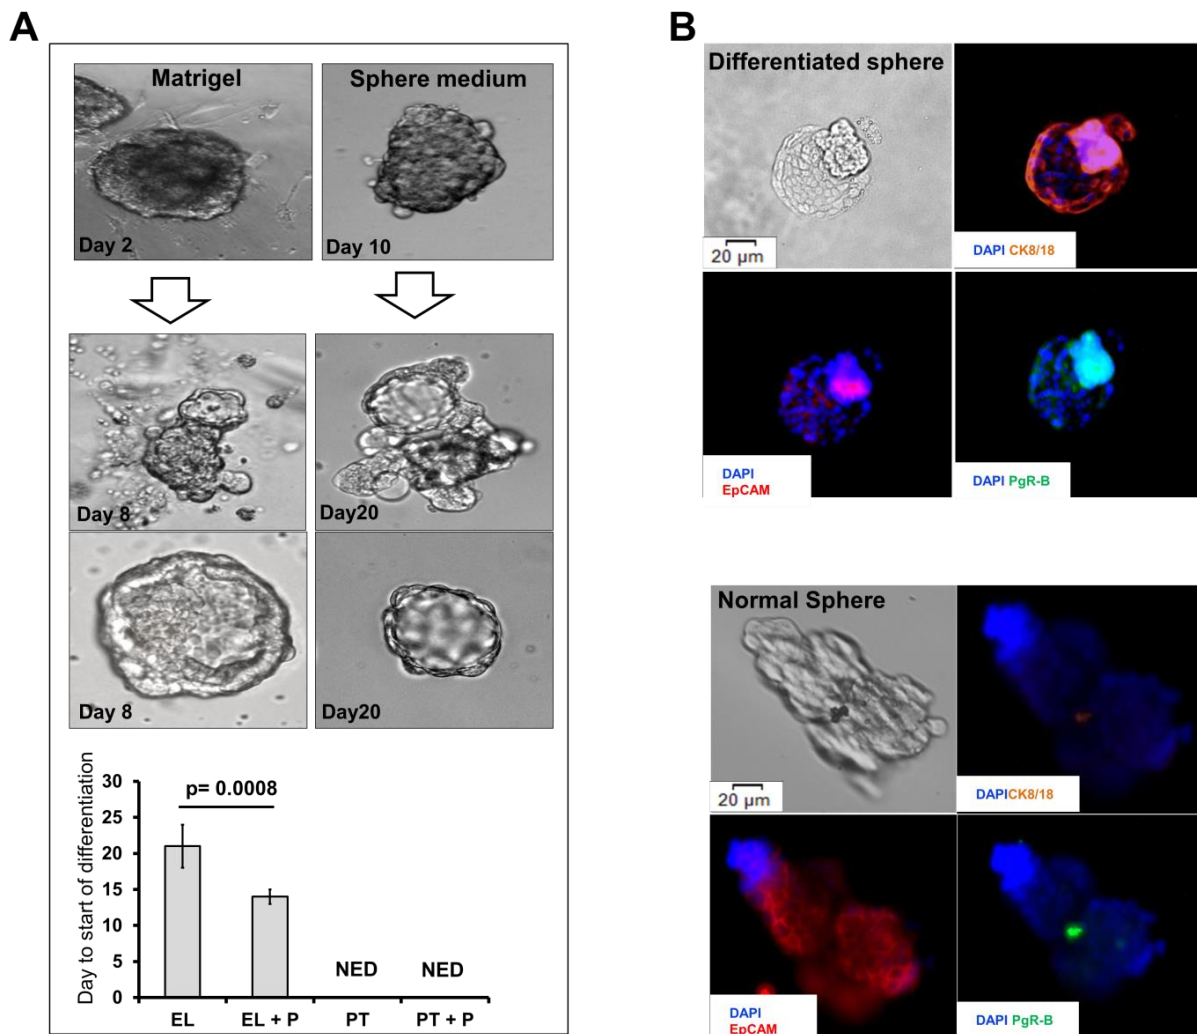 A
Matrigel
Sphere medium
Day 2
Day 10
Day 8
Day20
Day 8
Day20
Day to start of differentiation
30
25
20
15
10
5
0
p= 0.0008
NED
NED
EL
EL + P
PT
PT + P
B
Differentiated sphere
20 µm
DAPI CK8/18
DAPI
EpCAM
DAPI PgR-B
Normal Sphere
20 µm
DAPICK8/18
DAPI
EpCAM
DAPI PgR-B